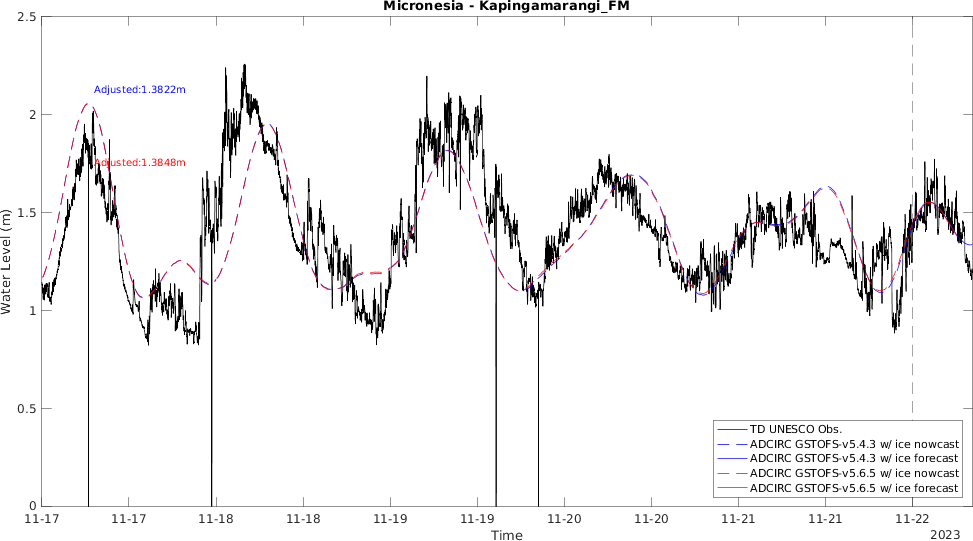 Micronesia - Kapingamarangi_FM
2.5
2
1.5
1
0.5
0
Water Level (m)
Adjusted:1.3822m
Adjusted:1.3848m
TD UNESCO Obs.
ADCIRC GSTOFS-v5.4.3 w/ ice nowcast
ADCIRC GSTOFS-v5.4.3 w/ ice forecast
ADCIRC GSTOFS-v5.6.5 w/ ice nowcast
ADCIRC GSTOFS-v5.6.5 w/ ice forecast
11-17 11-17 11-18 11-18 11-19 11-19 11-20 11-20 11-21 11-21 11-22
Time
2023